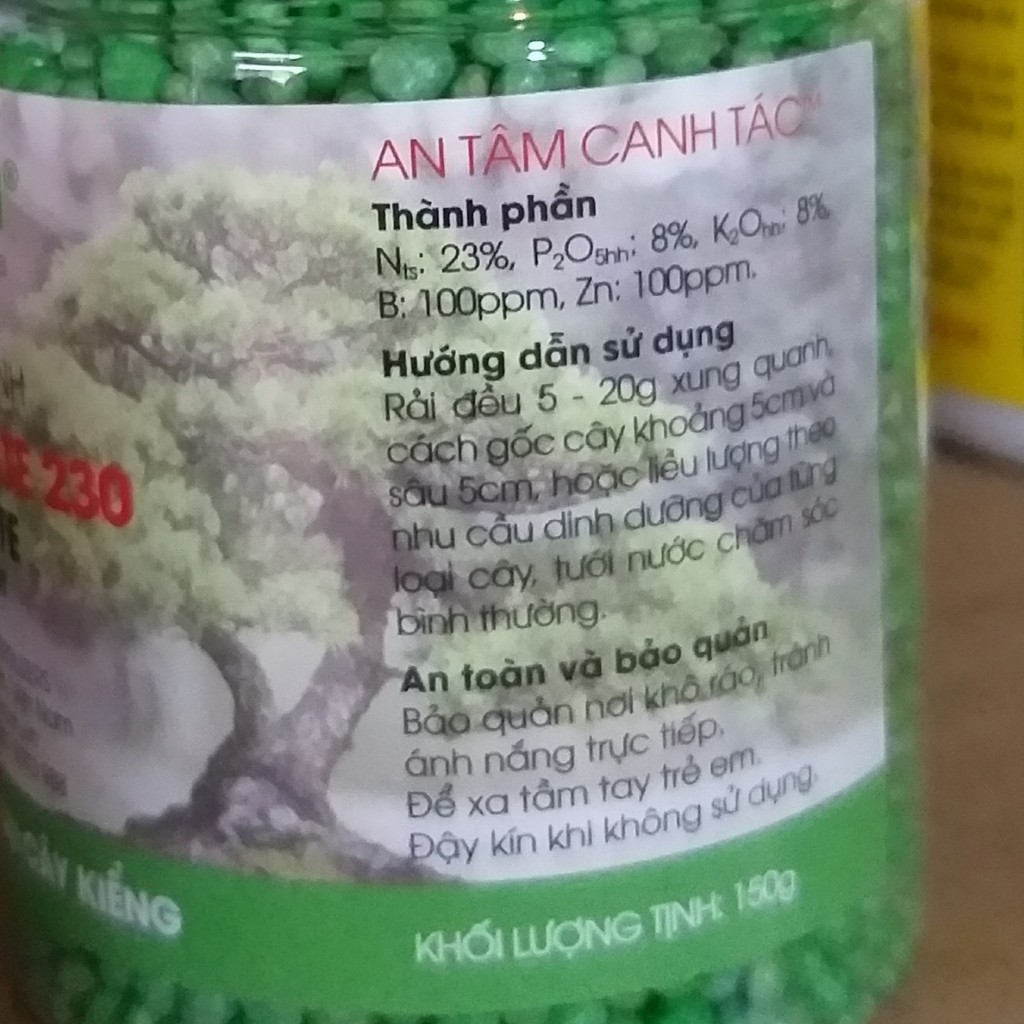 AN TÂM CANH TÁC™
Thành phần
Nts: 23%, P2O5hh: 8%, K2Ohh: 8%,
B: 100ppm, Zn: 100ppm.
Hướng dẫn sử dụng
Rải đều 5 - 20g xung quanh,
cách gốc cây khoảng 5cm và
sâu 5cm, hoặc liều lượng theo
nhu cầu dinh dưỡng của từng
loại cây, tưới nước chăm sóc
bình thường.
An toàn và bảo quản
Bảo quản nơi khô ráo, tránh
ánh nắng trực tiếp.
Để xa tầm tay trẻ em.
Đậy kín khi không sử dụng.
230
KIỂNG
KHỐI LƯỢNG TỊNH: 150g